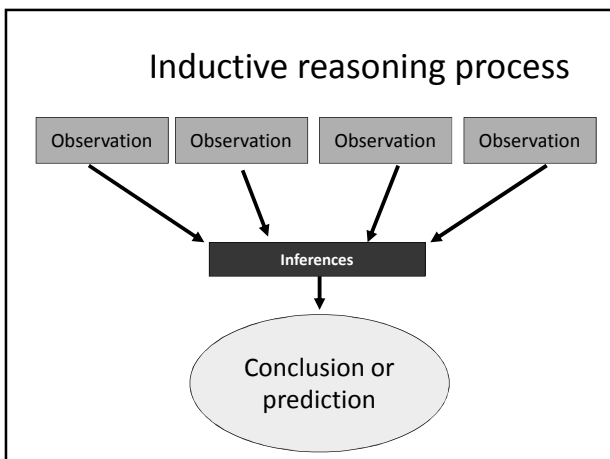 Inductive reasoning process
Observation Observation Observation Observation
Inferences
Conclusion or
prediction